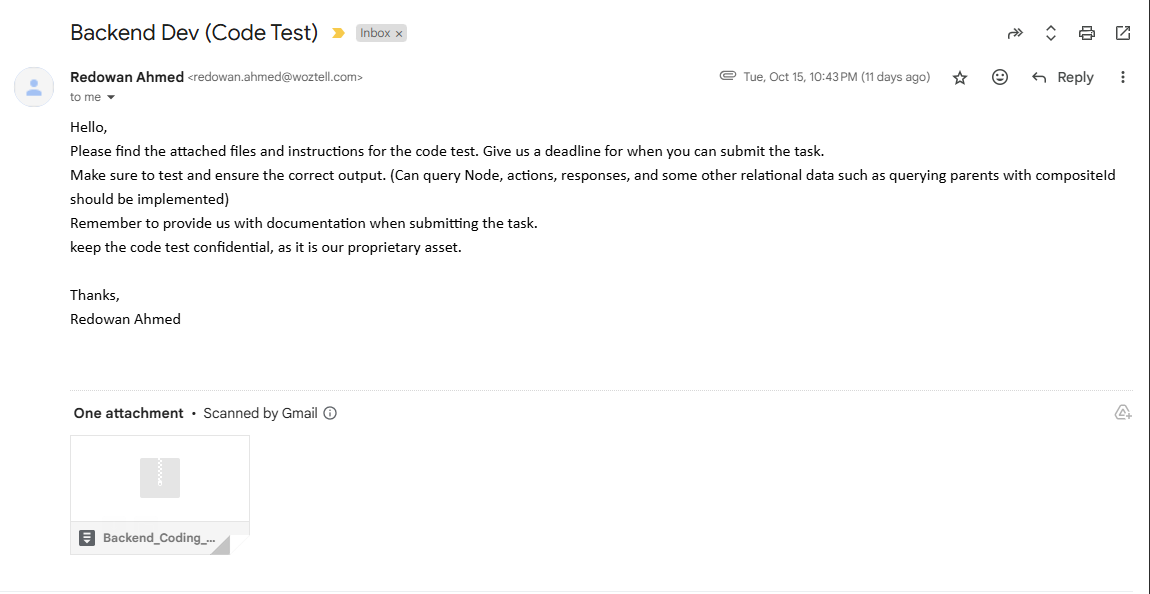 Backend Dev (Code Test) Inbox ×
Redowan Ahmed <redowan.ahmed@woztell.com> Tue, Oct 15, 10:43 PM (11 days ago) Reply
to me
Hello,
Please find the attached files and instructions for the code test. Give us a deadline for when you can submit the task.
Make sure to test and ensure the correct output. (Can query Node, actions, responses, and some other relational data such as querying parents with compositeId
should be implemented)
Remember to provide us with documentation when submitting the task.
keep the code test confidential, as it is our proprietary asset.
Thanks,
Redowan Ahmed
One attachment • Scanned by Gmail
Backend_Coding_...